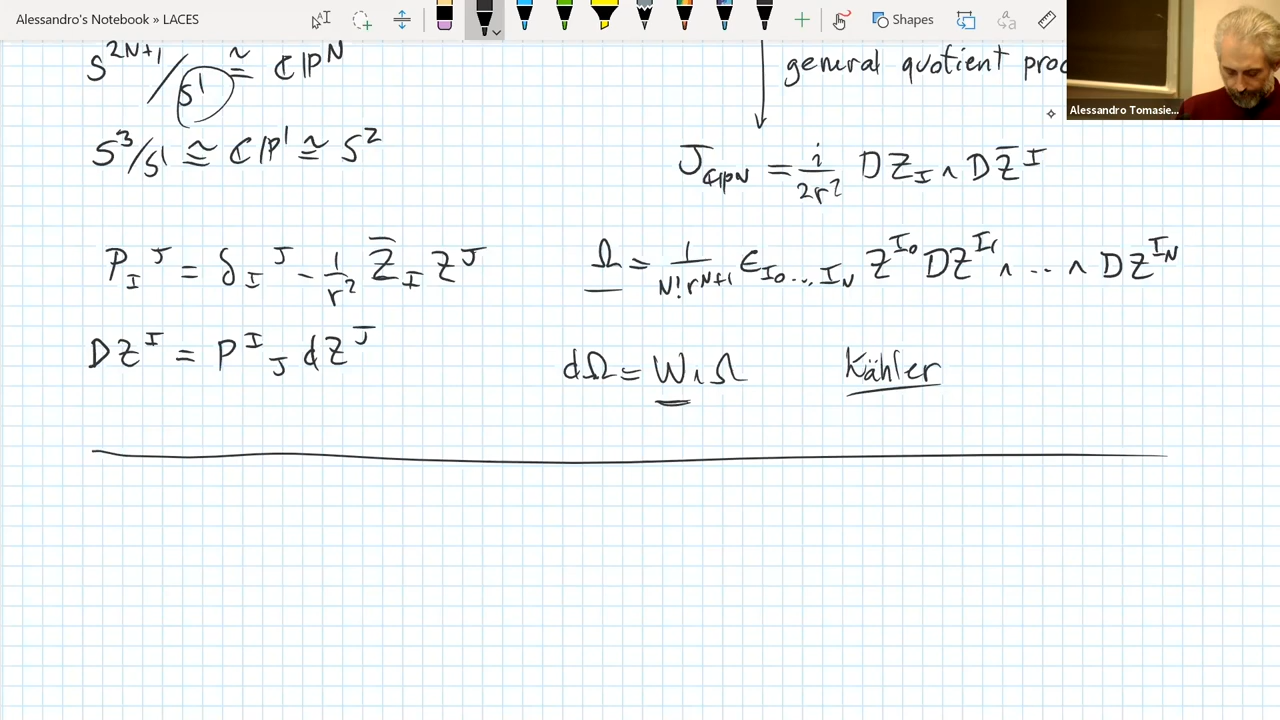 Alessandro's Notebook » LACES
Shapes
Alessandro Tomasie...
S^{2N+1}/S^1 ≅ ℂℙ^N
general quotient
S^3/S^1 ≅ ℂℙ^1 ≅ S^2
J_{ℂℙ^N} = i/2r^2 DZ_I ∧ DZ̄^I
P_I^J = δ_I^J - 1/r^2 Z̄_I Z^J
Ω = 1/N!r^{N+1} ε_{I_0...I_N} Z^{I_0} DZ^{I_1} ∧ ... ∧ DZ^{I_N}
DZ^I = P^I_J dZ^J
dΩ = W ∧ Ω
Kähler